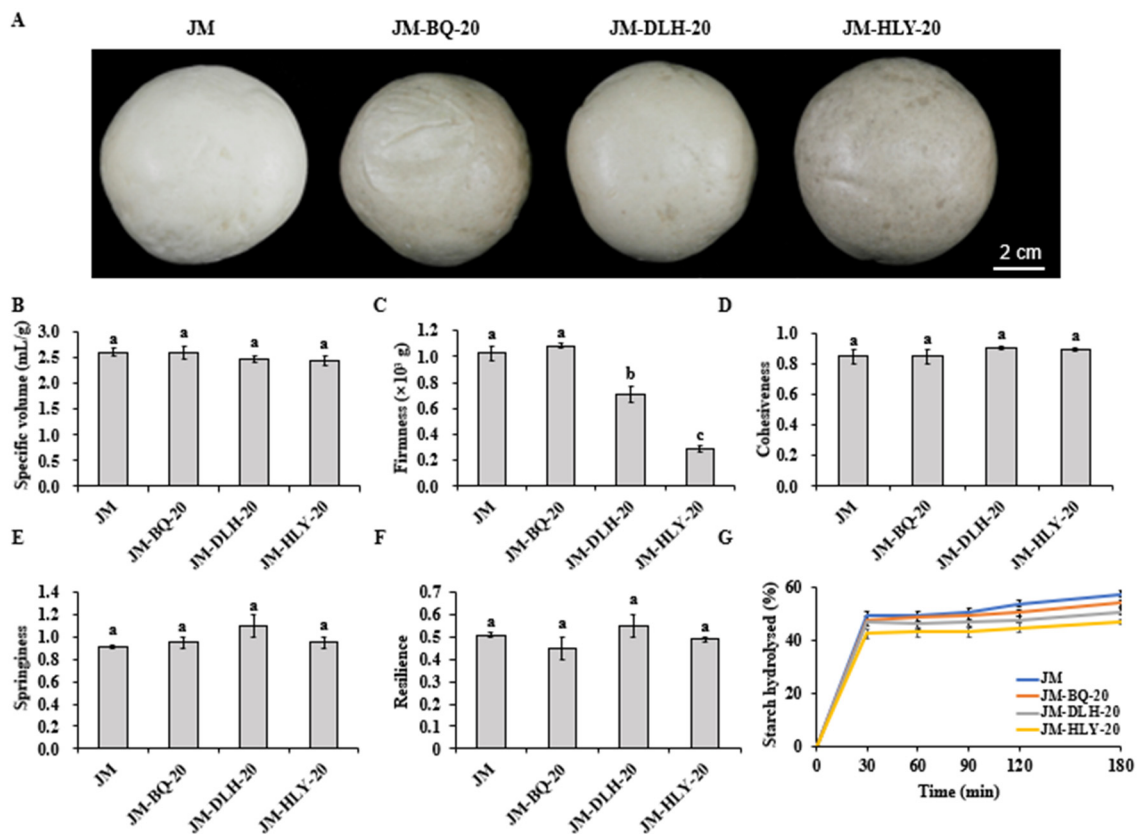 A
JM JM-BQ-20 JM-DLH-20 JM-HLY-20
2 cm
B
Specific volume (mL/g)
3.0
2.5
2.0
1.5
1.0
0.5
0.0
a a a a
JM JM-BQ-20 JM-DLH-20 JM-HLY-20
C
Firmness (×10³ g)
1.2
1.0
0.8
0.6
0.4
0.2
0.0
a a b c
JM JM-BQ-20 JM-DLH-20 JM-HLY-20
D
Cohesiveness
1.0
0.8
0.6
0.4
0.2
0.0
a a a a
JM JM-BQ-20 JM-DLH-20 JM-HLY-20
E
Springiness
1.4
1.2
1.0
0.8
0.6
0.4
0.2
0.0
a a a a
JM JM-BQ-20 JM-DLH-20 JM-HLY-20
F
Resilience
0.7
0.6
0.5
0.4
0.3
0.2
0.1
0
a a a a
JM JM-BQ-20 JM-DLH-20 JM-HLY-20
G
Starch hydrolysed (%)
60
40
20
0
JM
JM-BQ-20
JM-DLH-20
JM-HLY-20
0 30 60 90 120 180
Time (min)